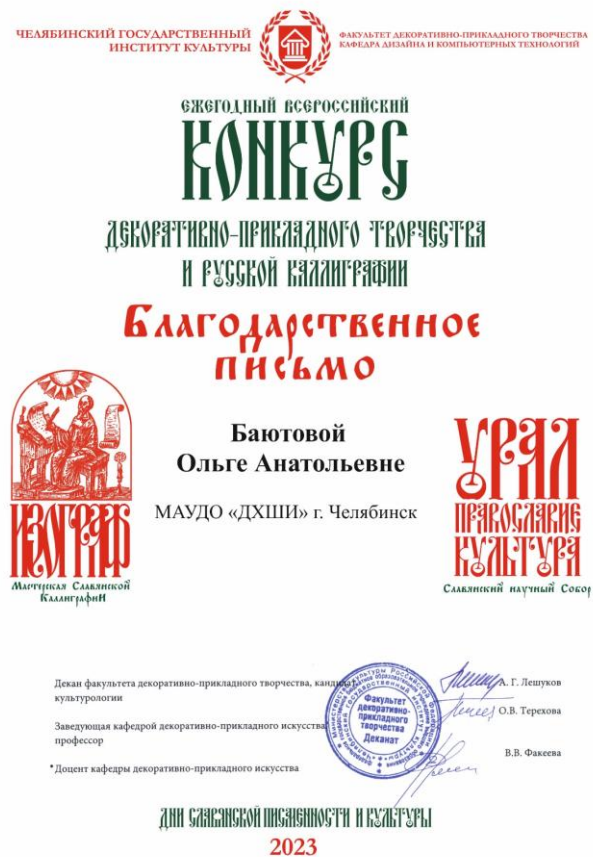 ЧЕЛЯБИНСКИЙ ГОСУДАРСТВЕННЫЙ
ИНСТИТУТ КУЛЬТУРЫ
ФАКУЛЬТЕТ ДЕКОРАТИВНО-ПРИКЛАДНОГО ТВОРЧЕСТВА
КАФЕДРА ДИЗАЙНА И КОМПЬЮТЕРНЫХ ТЕХНОЛОГИЙ
ЕЖЕГОДНЫЙ ВСЕРОССИЙСКИЙ
КОНКУРС
ДЕКОРАТИВНО-ПРИКЛАДНОГО ТВОРЧЕСТВА
И РУССКОЙ КАЛЛИГРАФИИ
Благодарственное
письмо
Баютовой
Ольге Анатольевне
МАУДО «ДХШИ» г. Челябинск
ИЗОГРАФ
Мастерская Славянской
Каллиграфии
УРАЛ
ПРАВОСЛАВИЕ
КУЛЬТУРА
Славянский научный Собор
Декан факультета декоративно-прикладного творчества, кандидат
культурологии
А. Г. Лешуков
Заведующая кафедрой декоративно-прикладного искусства,
профессор
О.В. Терехова
*Доцент кафедры декоративно-прикладного искусства
В.В. Факеева
Факультет
декоративно-
прикладного
творчества
Деканат
ДНИ СЛАВЯНСКОЙ ПИСМЕННОСТИ И КУЛЬТУРЫ
2023